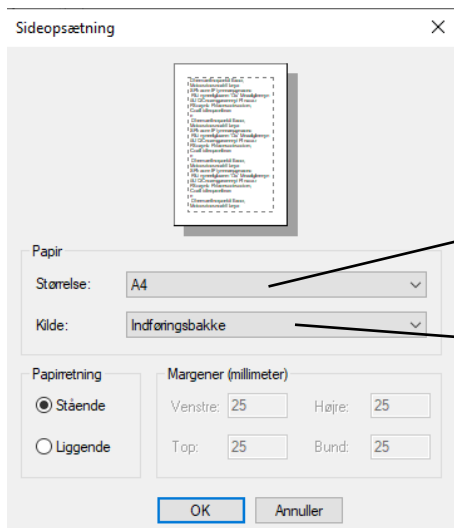 Sideopsætning
Papir
Størrelse: A4
Kilde: Indføringsbakke
Papirretning Margener (millimeter)
Stående Venstre: 25 Højre: 25
Liggende Top: 25 Bund: 25
OK Annuller